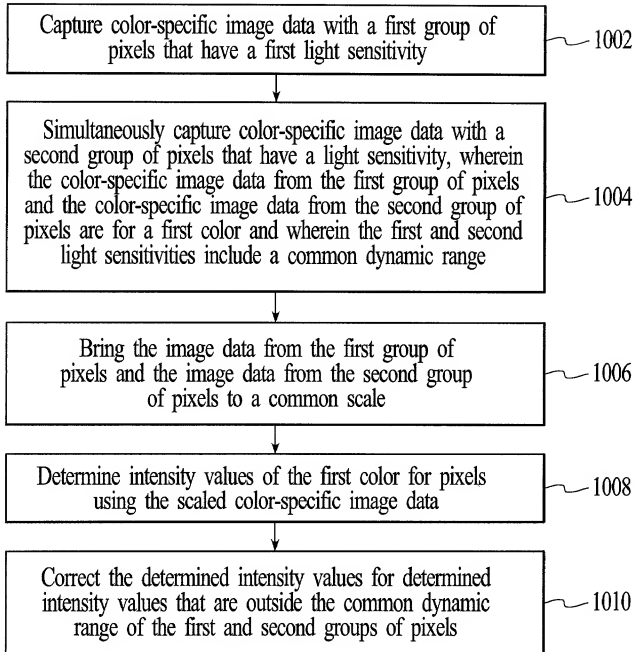 Capture color-specific image data with a first group of
pixels that have a first light sensitivity
1002
Simultaneously capture color-specific image data with a
second group of pixels that have a light sensitivity, wherein
the color-specific image data from the first group of pixels
and the color-specific image data from the second group of
pixels are for a first color and wherein the first and second
light sensitivities include a common dynamic range
1004
Bring the image data from the first group of
pixels and the image data from the second group
of pixels to a common scale
1006
Determine intensity values of the first color for pixels
using the scaled color-specific image data
1008
Correct the determined intensity values for determined
intensity values that are outside the common dynamic
range of the first and second groups of pixels
1010